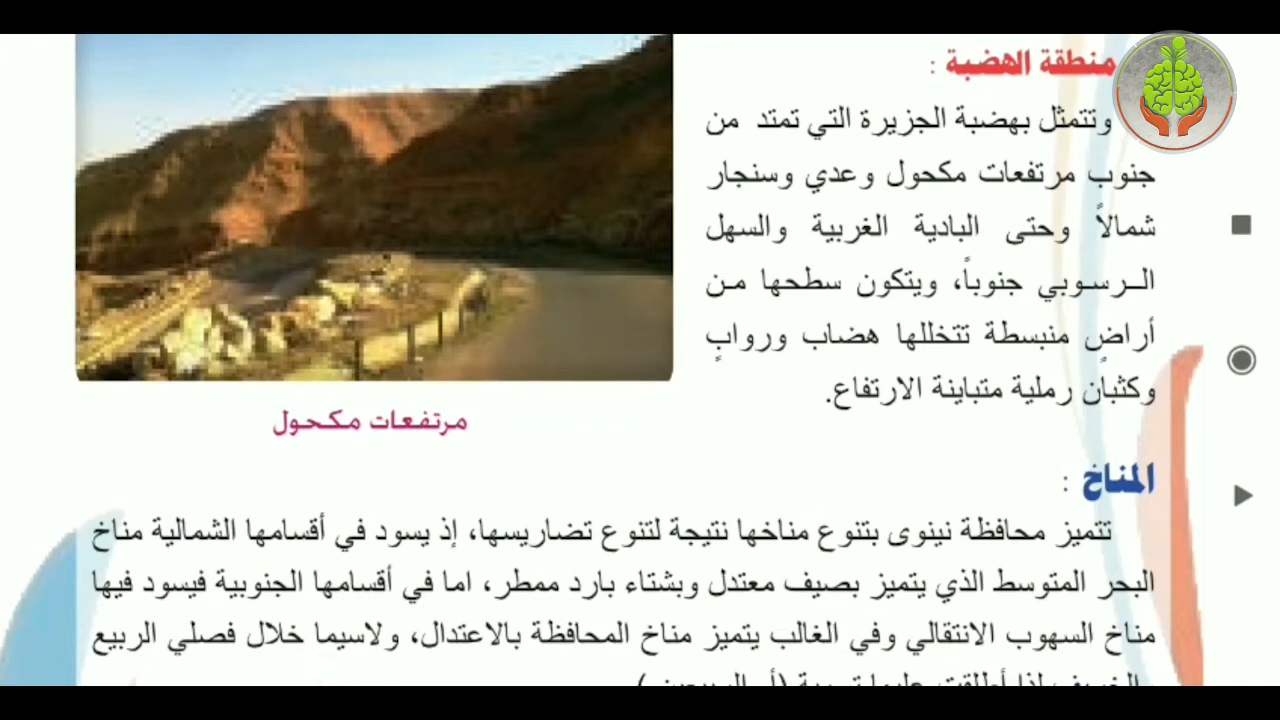 منطقة الهضبة :
وتتمثل بهضبة الجزيرة التي تمتد من
جنوب مرتفعات مكحول وعدي وسنجار
شمالاً وحتى البادية الغربية والسهل
الرسوبي جنوباً، ويتكون سطحها من
أراضٍ منبسطة تتخللها هضاب وروابٍ
وكثبانٍ رملية متباينة الارتفاع.
مرتفعات مكحول
المناخ :
تتميز محافظة نينوى بتنوع مناخها نتيجة لتنوع تضاريسها، إذ يسود في أقسامها الشمالية مناخ
البحر المتوسط الذي يتميز بصيف معتدل وبشتاء بارد ممطر، اما في أقسامها الجنوبية فيسود فيها
مناخ السهوب الانتقالي وفي الغالب يتميز مناخ المحافظة بالاعتدال، ولاسيما خلال فصلي الربيع